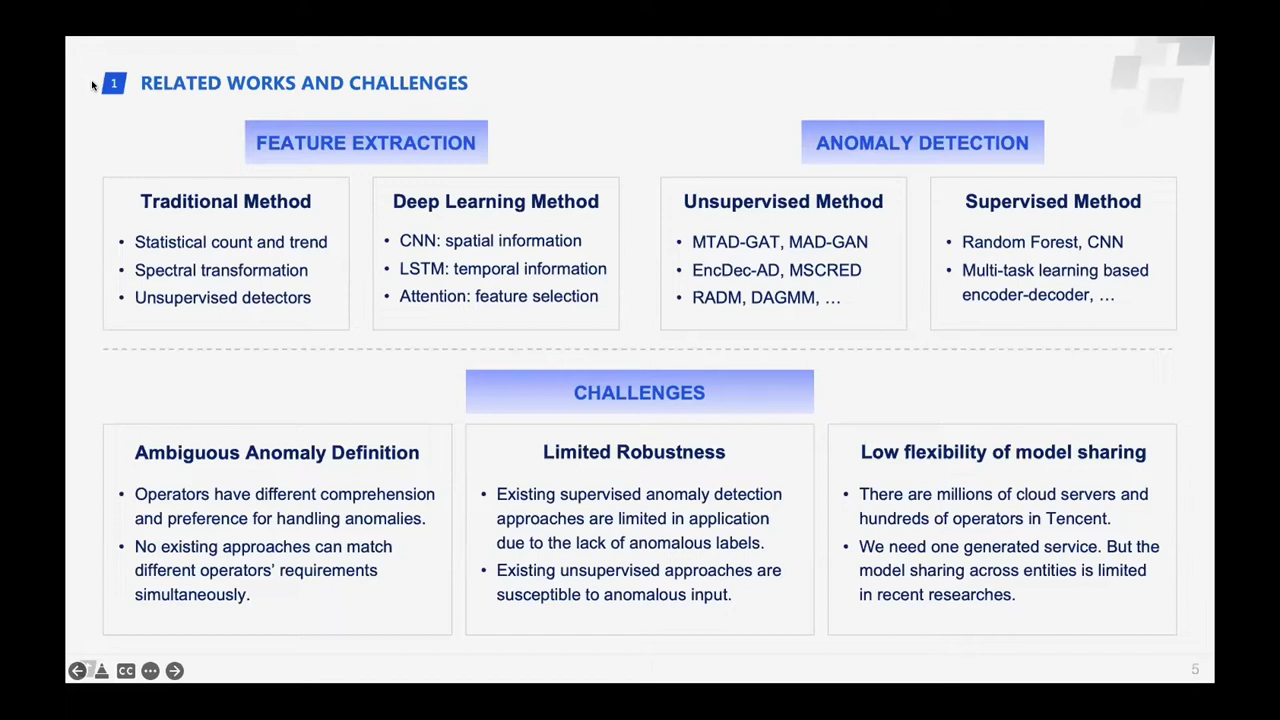 1 RELATED WORKS AND CHALLENGES
FEATURE EXTRACTION
Traditional Method
• Statistical count and trend
• Spectral transformation
• Unsupervised detectors
Deep Learning Method
• CNN: spatial information
• LSTM: temporal information
• Attention: feature selection
ANOMALY DETECTION
Unsupervised Method
• MTAD-GAT, MAD-GAN
• EncDec-AD, MSCRED
• RADM, DAGMM, …
Supervised Method
• Random Forest, CNN
• Multi-task learning based
encoder-decoder, …
CHALLENGES
Ambiguous Anomaly Definition
• Operators have different comprehension
and preference for handling anomalies.
• No existing approaches can match
different operators’ requirements
simultaneously.
Limited Robustness
• Existing supervised anomaly detection
approaches are limited in application
due to the lack of anomalous labels.
• Existing unsupervised approaches are
susceptible to anomalous input.
Low flexibility of model sharing
• There are millions of cloud servers and
hundreds of operators in Tencent.
• We need one generated service. But the
model sharing across entities is limited
in recent researches.
CC
5